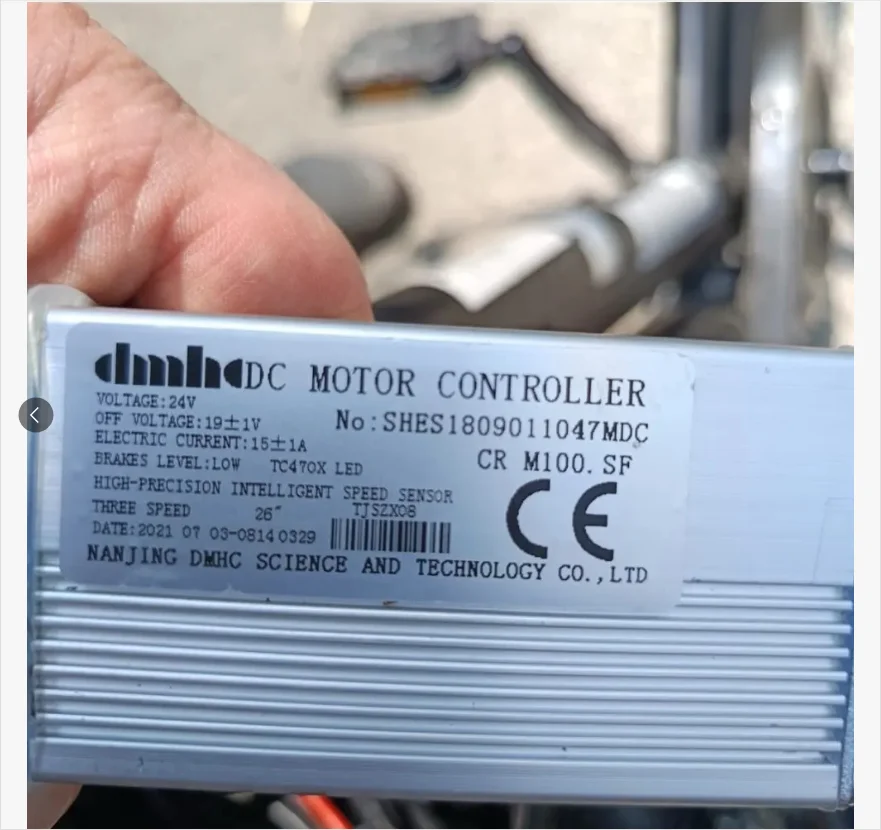 dmhc DC MOTOR CONTROLLER
VOLTAGE:24V
OFF VOLTAGE:19±1V
No:SHES1809011047MDC
ELECTRIC CURRENT:15±1A
BRAKES LEVEL:LOW TC470X LED
CR M100.SF
HIGH-PRECISION INTELLIGENT SPEED SENSOR
THREE SPEED 26″ TJSZX08
CE
DATE:2021 07 03-0814 0329
NANJING DMHC SCIENCE AND TECHNOLOGY CO.,LTD